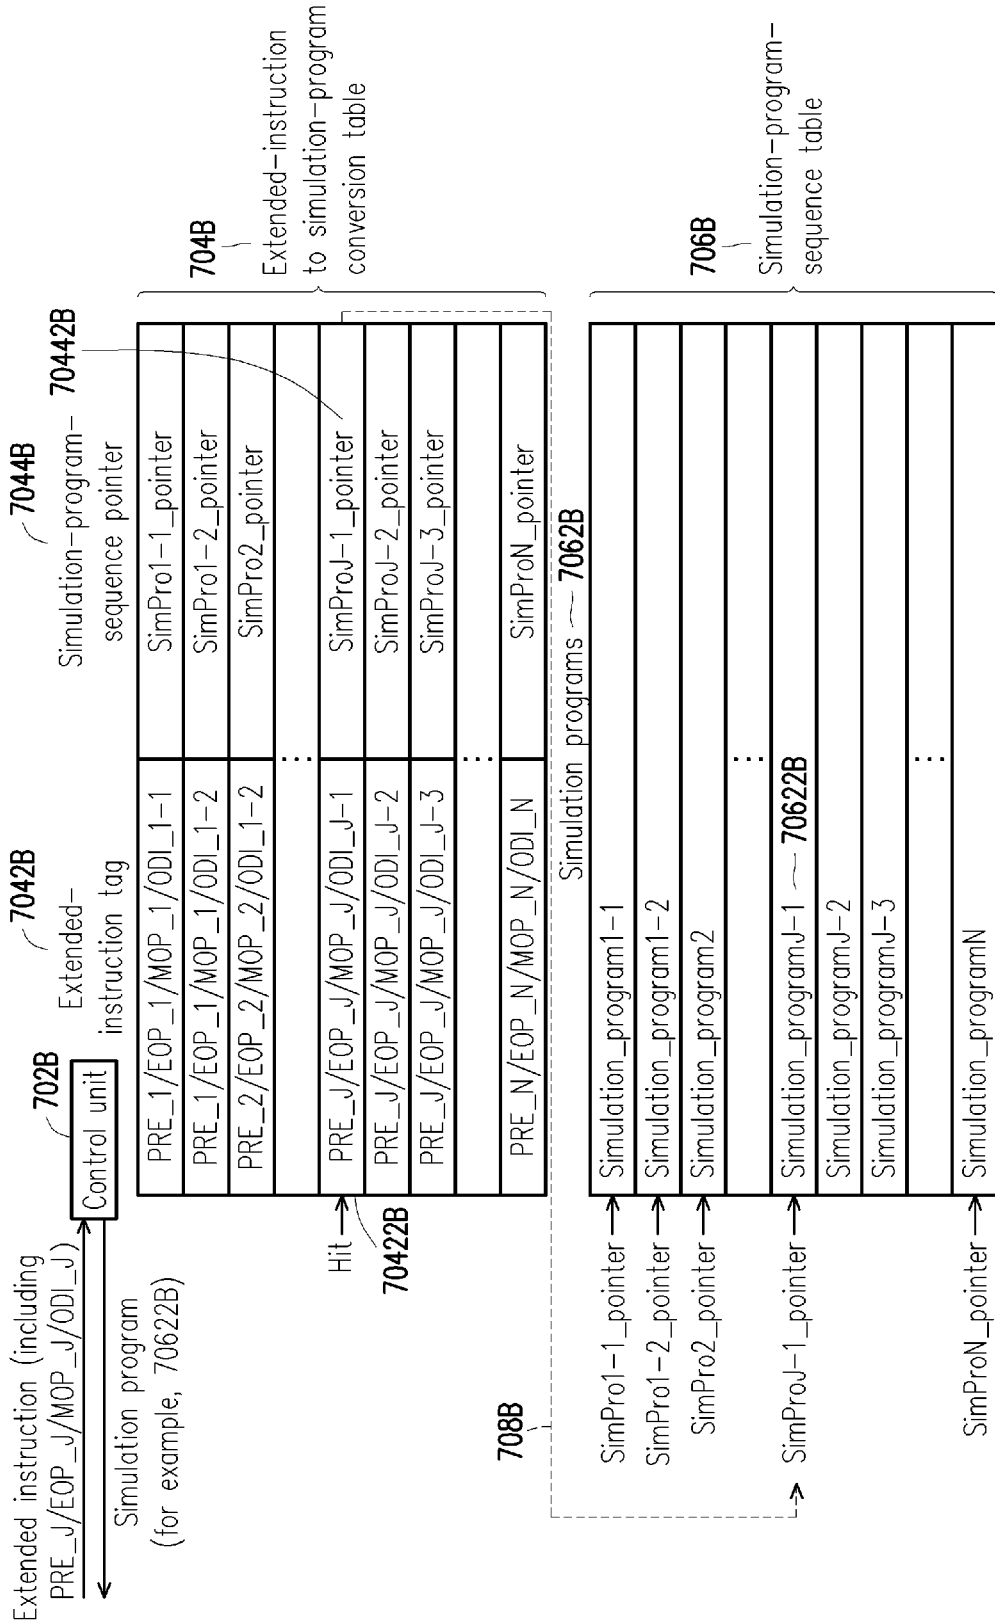 Extended instruction (including
PRE_J/EOP_J/MOP_J/ODI_J)
Simulation program
(for example, 70622B)
702B
Control unit
7042B
Extended-
instruction tag
7044B
Simulation-program-
sequence pointer
70442B
PRE_1/EOP_1/MOP_1/ODI_1-1
SimPro1-1_pointer
PRE_1/EOP_1/MOP_1/ODI_1-2
SimPro1-2_pointer
PRE_2/EOP_2/MOP_2/ODI_1-2
SimPro2_pointer
...
Hit
PRE_J/EOP_J/MOP_J/ODI_J-1
SimProJ-1_pointer
70422B
PRE_J/EOP_J/MOP_J/ODI_J-2
SimProJ-2_pointer
PRE_J/EOP_J/MOP_J/ODI_J-3
SimProJ-3_pointer
...
PRE_N/EOP_N/MOP_N/ODI_N
SimProN_pointer
704B
Extended-instruction
to simulation-program
conversion table
708B
Simulation programs
7062B
SimPro1-1_pointer
Simulation_program1-1
SimPro1-2_pointer
Simulation_program1-2
SimPro2_pointer
Simulation_program2
...
SimProJ-1_pointer
Simulation_programJ-1
70622B
Simulation_programJ-2
Simulation_programJ-3
...
SimProN_pointer
Simulation_programN
706B
Simulation-program-
sequence table